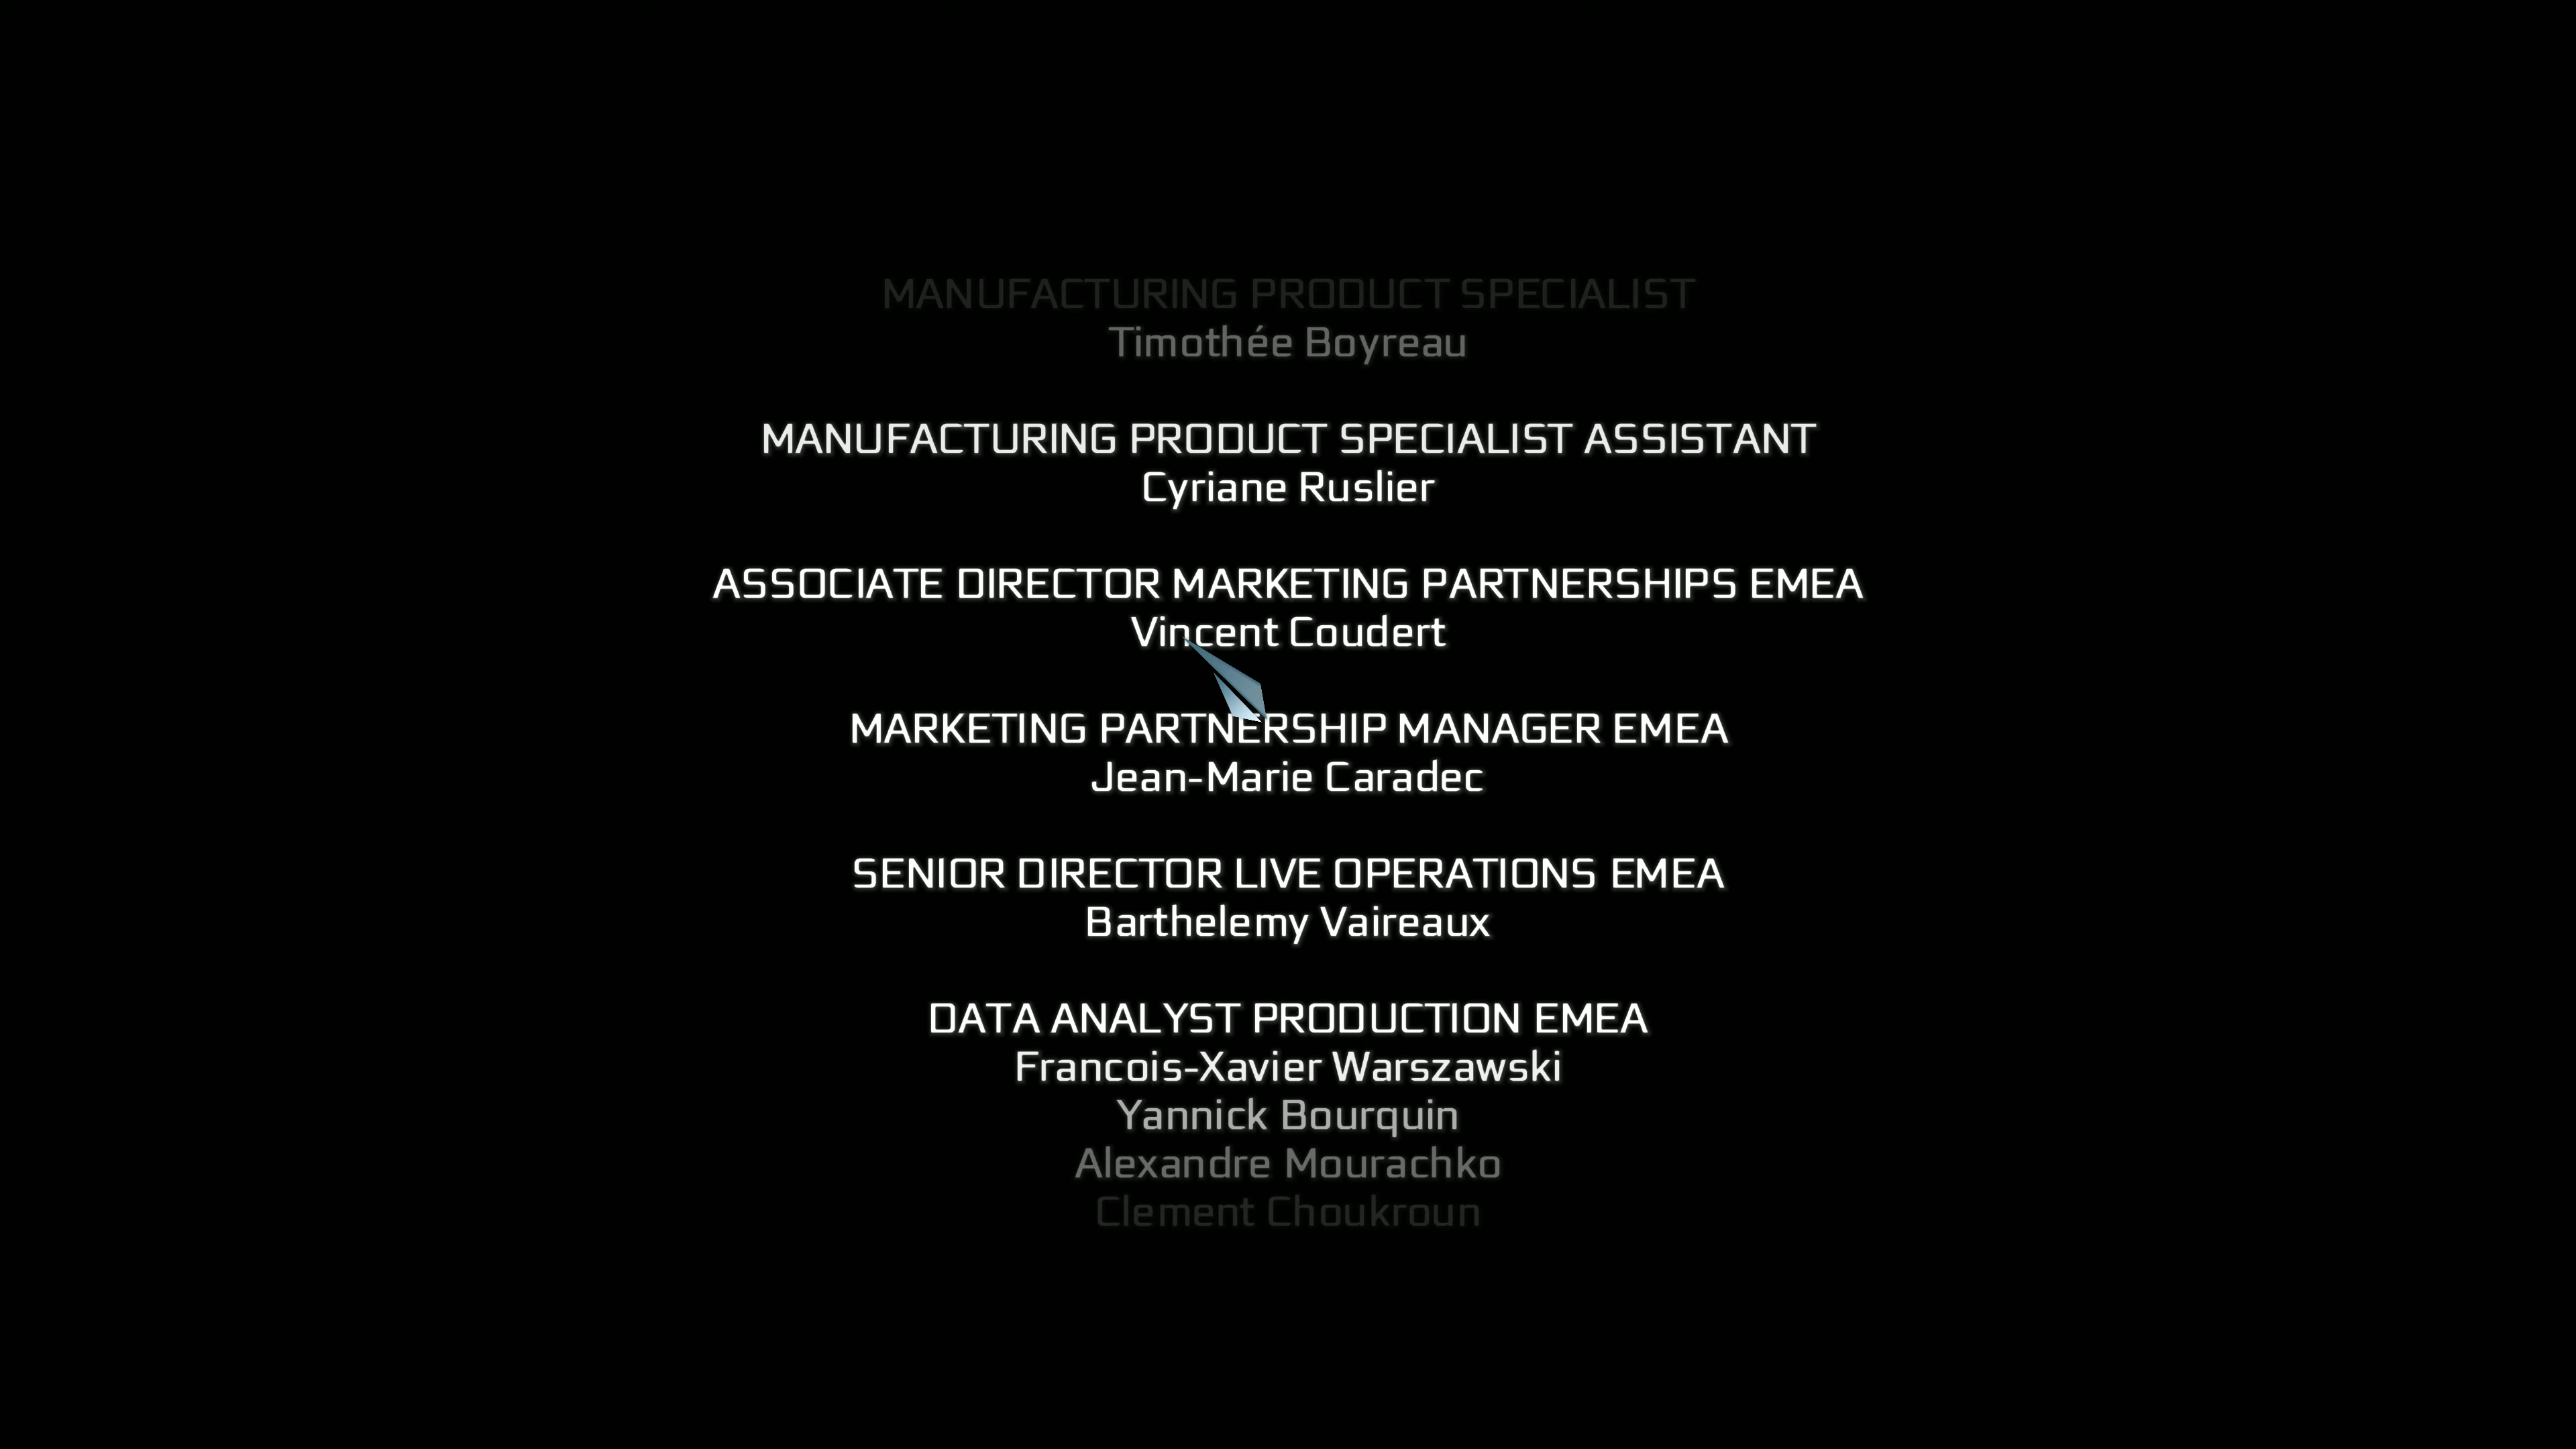 MANUFACTURING PRODUCT SPECIALIST
Timothée Boyreau
MANUFACTURING PRODUCT SPECIALIST ASSISTANT
Cyriane Ruslier
ASSOCIATE DIRECTOR MARKETING PARTNERSHIPS EMEA
Vincent Coudert
MARKETING PARTNERSHIP MANAGER EMEA
Jean-Marie Caradec
SENIOR DIRECTOR LIVE OPERATIONS EMEA
Barthelemy Vaireaux
DATA ANALYST PRODUCTION EMEA
Francois-Xavier Warszawski
Yannick Bourquin
Alexandre Mourachko
Clement Choukroun